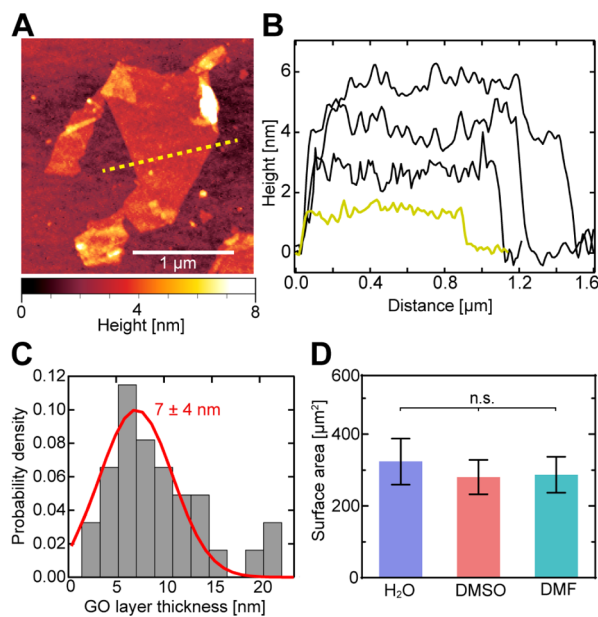 A
1 μm
0
4
8
Height [nm]
B
6
4
2
0
Height [nm]
0
0.4
0.8
1.2
1.6
Distance [μm]
C
0.12
0.10
0.08
0.06
0.04
0.02
0.00
Probability density
7 ± 4 nm
0
5
10
15
20
GO layer thickness [nm]
D
600
400
200
0
Surface area [μm²]
n.s.
H₂O
DMSO
DMF